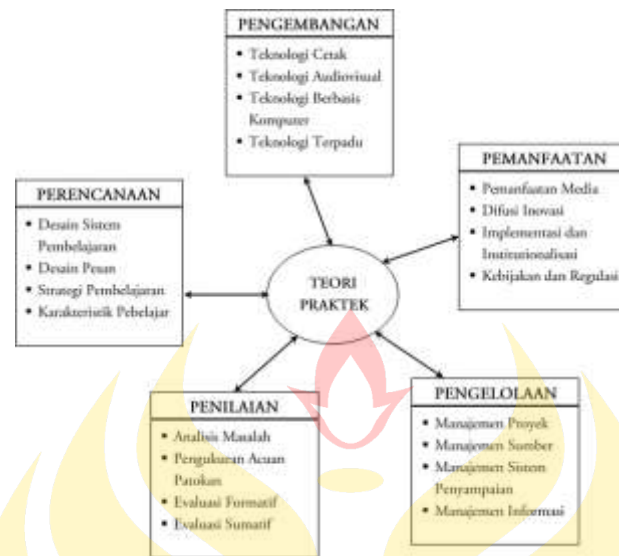 PENGEMBANGAN
• Teknologi Cetak
• Teknologi Audiovisual
• Teknologi Berbasis
Komputer
• Teknologi Terpadu
PEMANFAATAN
• Pemanfaatan Media
• Difusi Inovasi
• Implementasi dan
Institutionalisasi
• Kebijakan dan Regulasi
PERENCANAAN
• Desain Sistem
Pembelajaran
• Desain Pesan
• Strategi Pembelajaran
• Karakteristik Pebelajar
TEORI
PRAKTEK
PENILAIAN
• Analisis Masalah
• Pengukuran Acuan
Patokan
• Evaluasi Formatif
• Evaluasi Sumatif
PENGELOLAAN
• Manajemen Proyek
• Manajemen Sumber
• Manajemen Sistem
Penyampaian
• Manajemen Informasi